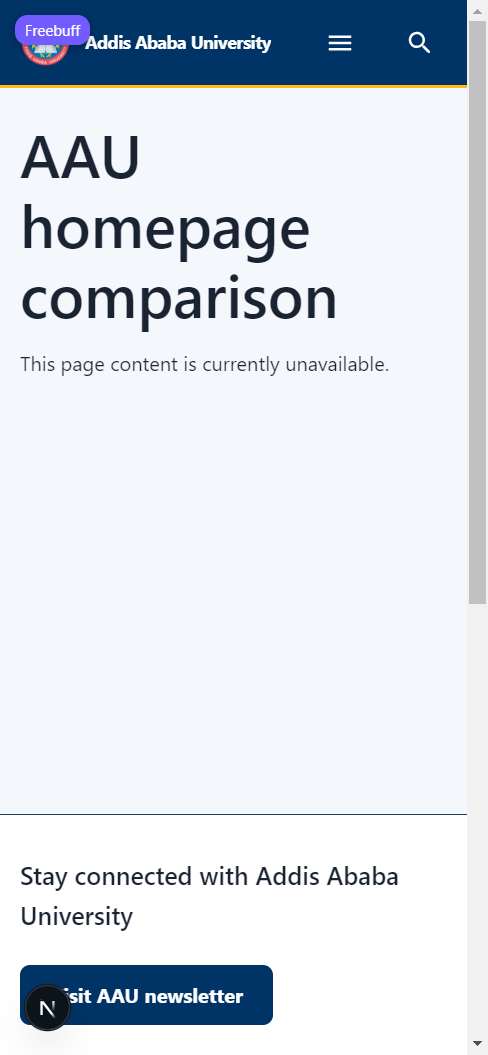 Freebuff
Addis Ababa University
AAU
homepage
comparison
This page content is currently unavailable.
Stay connected with Addis Ababa
University
isit AAU newsletter
N